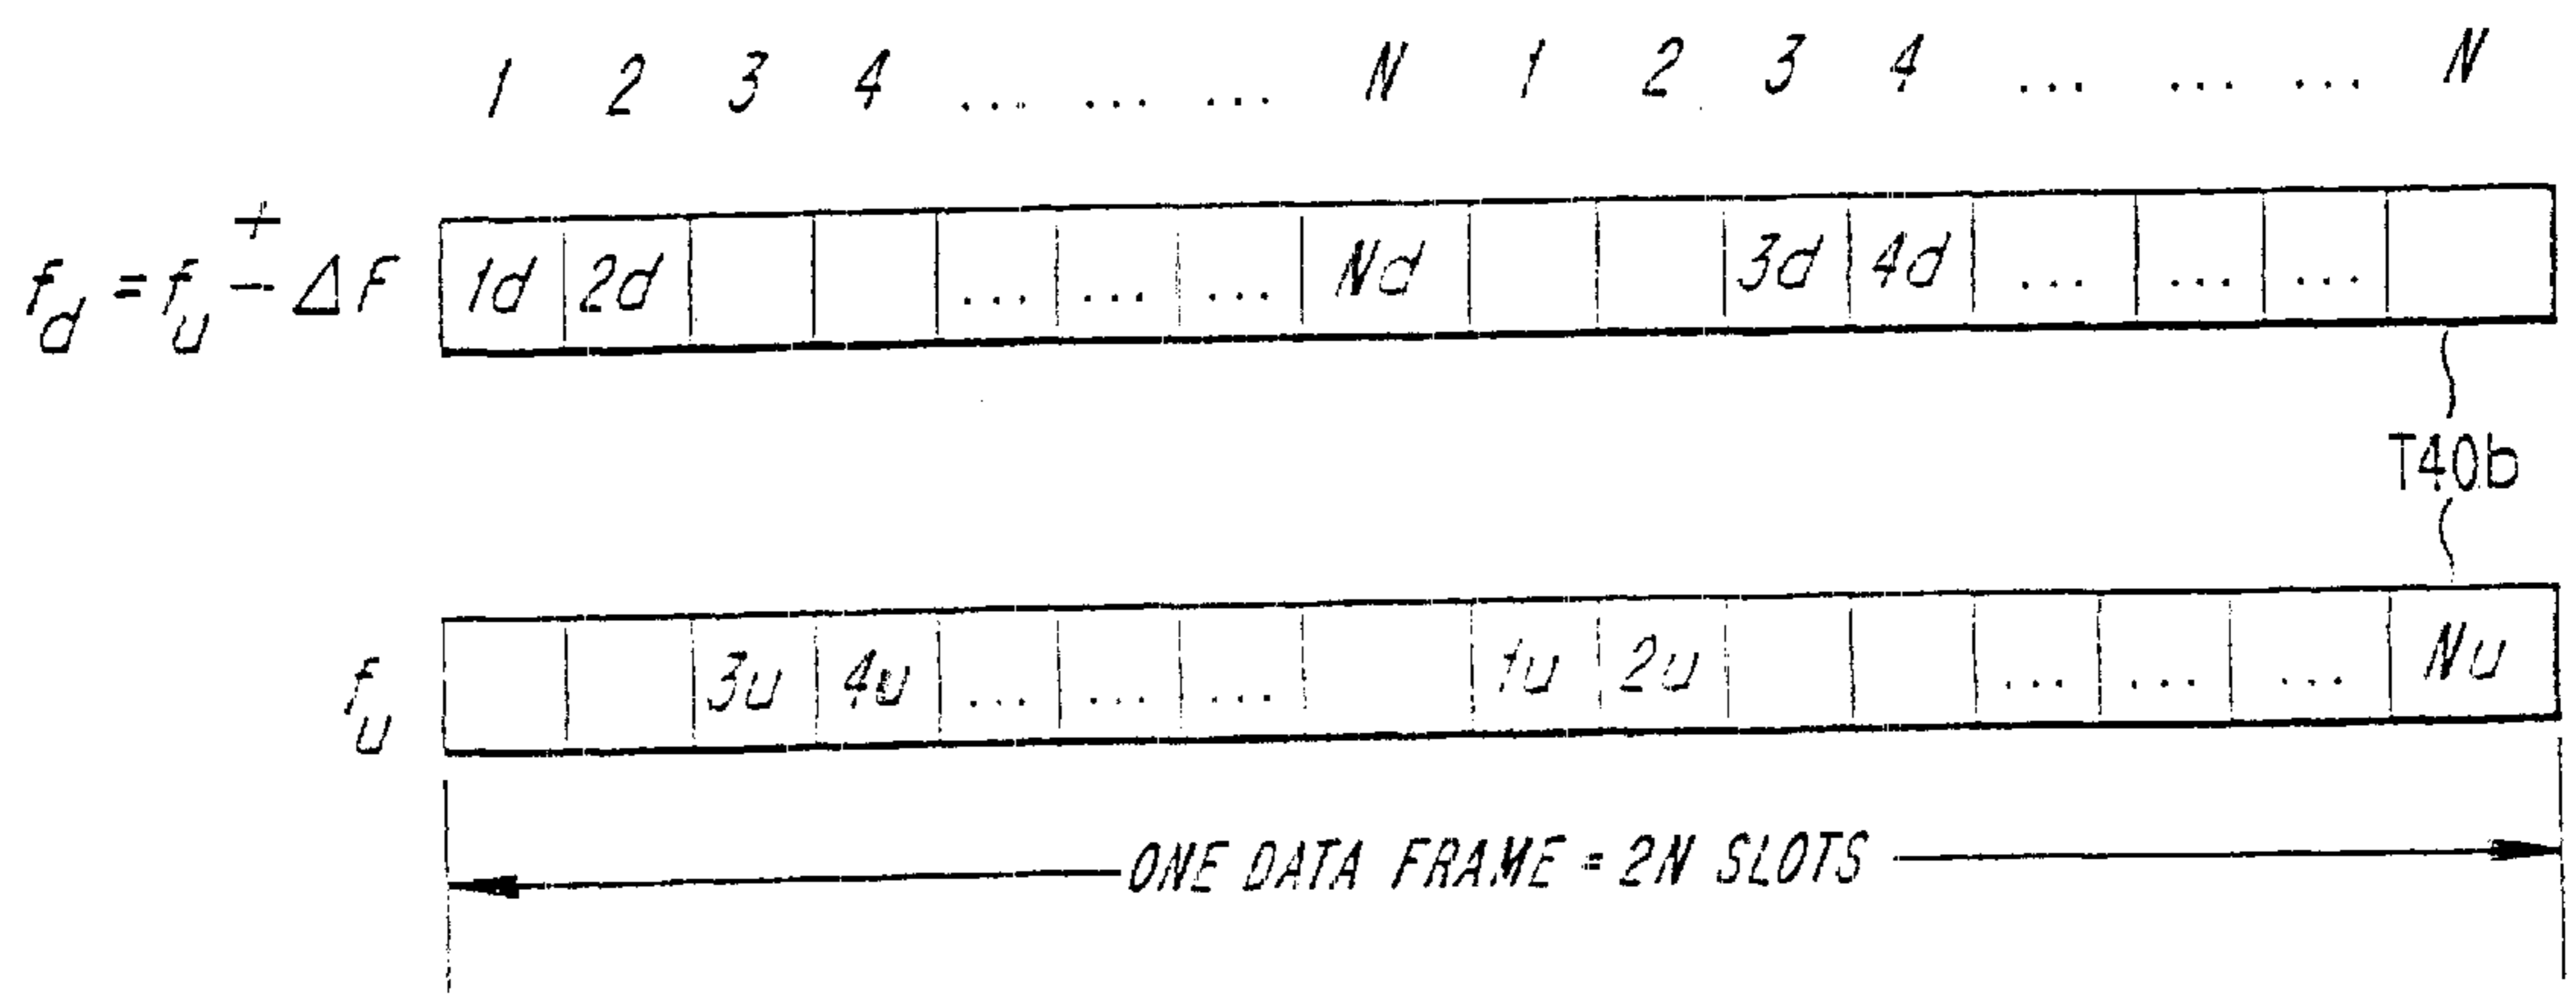 1 2 3 4 ... ... ... N 1 2 3 4 ... ... ... N
f_d = f_u ± ΔF 1d 2d ... ... ... Nd 3d 4d ... ... ...
T40b
f_u 3u 4u ... ... ... 1u 2u ... ... ... Nu
ONE DATA FRAME = 2N SLOTS